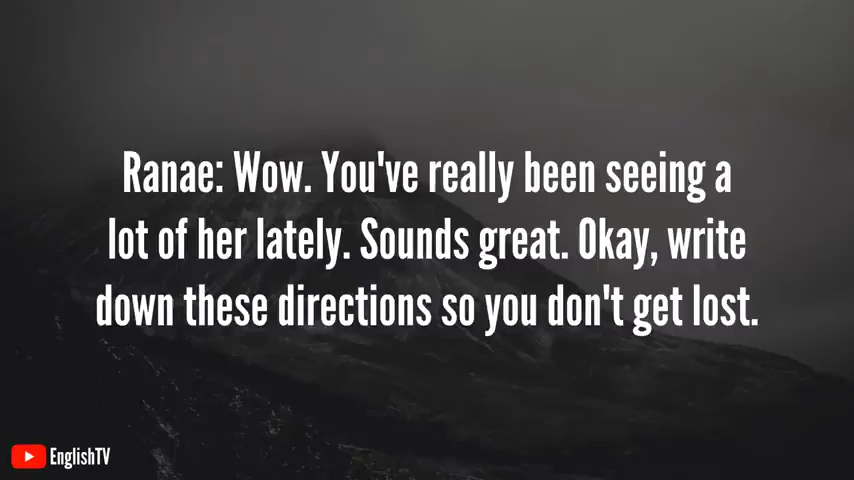 Ranae: Wow. You've really been seeing a
lot of her lately. Sounds great. Okay, write
down these directions so you don't get lost.
EnglishTV